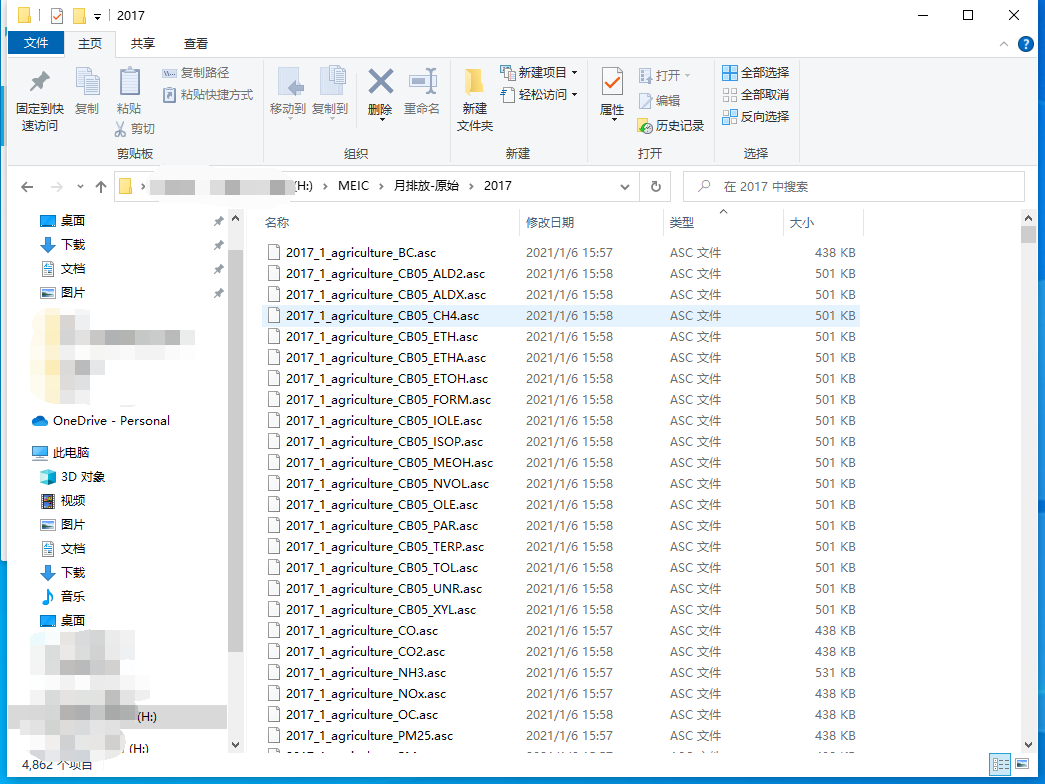 2017
文件 主页 共享 查看
固定到快速访问
复制
粘贴
复制路径
粘贴快捷方式
剪切
剪贴板
移动到
复制到
删除
重命名
组织
新建
文件夹
新建项目
轻松访问
新建
属性
打开
编辑
历史记录
打开
全部选择
全部取消
反向选择
选择
(H:) › MEIC › 月排放-原始 › 2017
在 2017 中搜索
桌面
下载
文档
图片
OneDrive - Personal
此电脑
3D 对象
视频
图片
文档
下载
音乐
桌面
(H:)
(H:)
名称 修改日期 类型 大小
2017_1_agriculture_BC.asc 2021/1/6 15:57 ASC 文件 438 KB
2017_1_agriculture_CB05_ALD2.asc 2021/1/6 15:58 ASC 文件 501 KB
2017_1_agriculture_CB05_ALDX.asc 2021/1/6 15:58 ASC 文件 501 KB
2017_1_agriculture_CB05_CH4.asc 2021/1/6 15:58 ASC 文件 501 KB
2017_1_agriculture_CB05_ETH.asc 2021/1/6 15:58 ASC 文件 501 KB
2017_1_agriculture_CB05_ETHA.asc 2021/1/6 15:58 ASC 文件 501 KB
2017_1_agriculture_CB05_ETOH.asc 2021/1/6 15:58 ASC 文件 501 KB
2017_1_agriculture_CB05_FORM.asc 2021/1/6 15:58 ASC 文件 501 KB
2017_1_agriculture_CB05_IOLE.asc 2021/1/6 15:58 ASC 文件 501 KB
2017_1_agriculture_CB05_ISOP.asc 2021/1/6 15:58 ASC 文件 501 KB
2017_1_agriculture_CB05_MEOH.asc 2021/1/6 15:58 ASC 文件 501 KB
2017_1_agriculture_CB05_NVOL.asc 2021/1/6 15:58 ASC 文件 501 KB
2017_1_agriculture_CB05_OLE.asc 2021/1/6 15:58 ASC 文件 501 KB
2017_1_agriculture_CB05_PAR.asc 2021/1/6 15:58 ASC 文件 501 KB
2017_1_agriculture_CB05_TERP.asc 2021/1/6 15:58 ASC 文件 501 KB
2017_1_agriculture_CB05_TOL.asc 2021/1/6 15:58 ASC 文件 501 KB
2017_1_agriculture_CB05_UNR.asc 2021/1/6 15:58 ASC 文件 501 KB
2017_1_agriculture_CB05_XYL.asc 2021/1/6 15:58 ASC 文件 501 KB
2017_1_agriculture_CO.asc 2021/1/6 15:57 ASC 文件 438 KB
2017_1_agriculture_CO2.asc 2021/1/6 15:58 ASC 文件 438 KB
2017_1_agriculture_NH3.asc 2021/1/6 15:57 ASC 文件 531 KB
2017_1_agriculture_NOx.asc 2021/1/6 15:57 ASC 文件 438 KB
2017_1_agriculture_OC.asc 2021/1/6 15:57 ASC 文件 438 KB
2017_1_agriculture_PM25.asc 2021/1/6 15:57 ASC 文件 438 KB
4,862 个项目